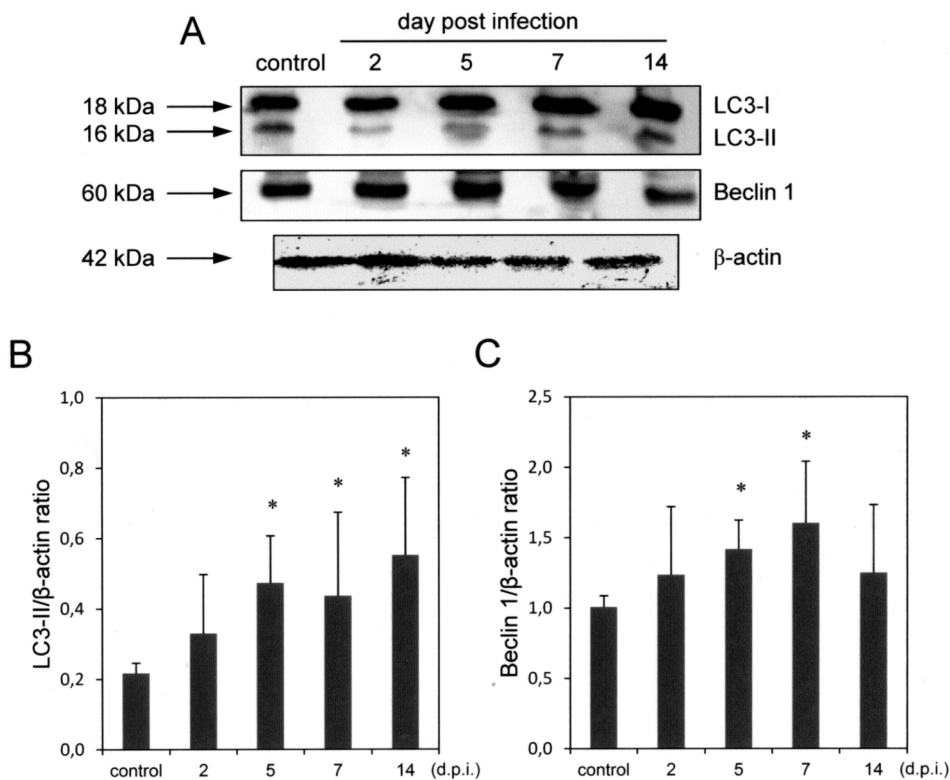 A
day post infection
control 2 5 7 14
18 kDa LC3-I
16 kDa LC3-II
60 kDa Beclin 1
42 kDa β-actin
B
LC3-II/β-actin ratio
1,0
0,8
0,6
0,4
0,2
0,0
* * *
control 2 5 7 14 (d.p.i.)
C
Beclin 1/β-actin ratio
2,5
2,0
1,5
1,0
0,5
0,0
* *
control 2 5 7 14 (d.p.i.)